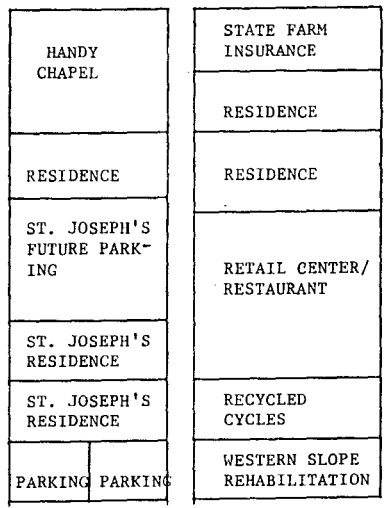 HANDY
CHAPEL
RESIDENCE
ST. JOSEPH'S
FUTURE PARK-
ING
ST. JOSEPH'S
RESIDENCE
ST. JOSEPH'S
RESIDENCE
PARKING PARKING
STATE FARM
INSURANCE
RESIDENCE
RESIDENCE
RETAIL CENTER/
RESTAURANT
RECYCLED
CYCLES
WESTERN SLOPE
REHABILITATION